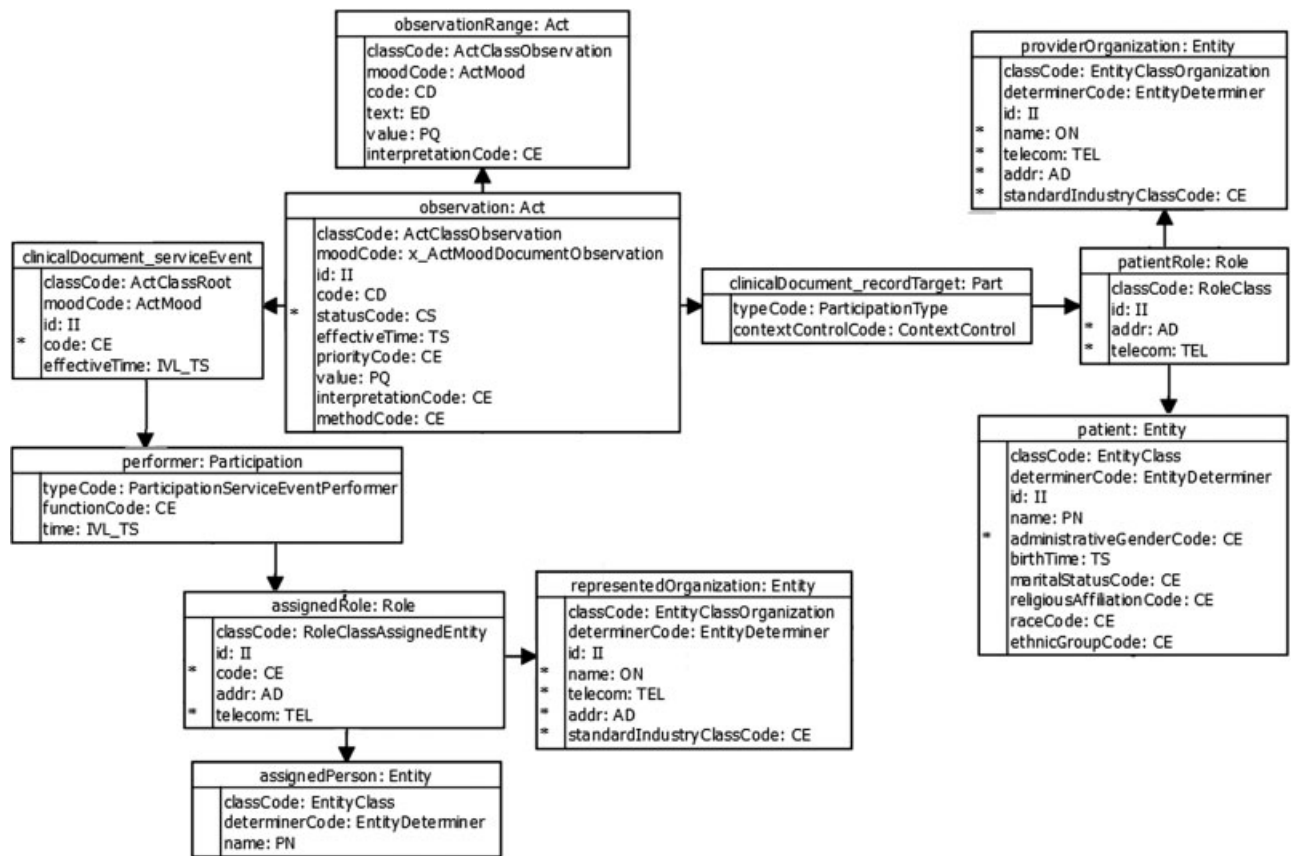 observationRange: Act
classCode: ActClassObservation
moodCode: ActMood
code: CD
text: ED
value: PQ
interpretationCode: CE
providerOrganization: Entity
classCode: EntityClassOrganization
determinerCode: EntityDeterminer
id: II
* name: ON
* telecom: TEL
* addr: AD
* standardIndustryClassCode: CE
observation: Act
classCode: ActClassObservation
moodCode: x_ActMoodDocumentObservation
id: II
code: CD
* statusCode: CS
effectiveTime: TS
priorityCode: CE
value: PQ
interpretationCode: CE
methodCode: CE
clinicalDocument_serviceEvent
classCode: ActClassRoot
moodCode: ActMood
id: II
* code: CE
effectiveTime: IVL_TS
clinicalDocument_recordTarget: Part
typeCode: ParticipationType
contextControlCode: ContextControl
patientRole: Role
classCode: RoleClass
id: II
* addr: AD
* telecom: TEL
patient: Entity
classCode: EntityClass
determinerCode: EntityDeterminer
id: II
name: PN
* administrativeGenderCode: CE
birthTime: TS
maritalStatusCode: CE
religiousAffiliationCode: CE
raceCode: CE
ethnicGroupCode: CE
performer: Participation
typeCode: ParticipationServiceEventPerformer
functionCode: CE
time: IVL_TS
assignedRole: Role
classCode: RoleClassAssignedEntity
id: II
* code: CE
addr: AD
* telecom: TEL
representedOrganization: Entity
classCode: EntityClassOrganization
determinerCode: EntityDeterminer
id: II
* name: ON
* telecom: TEL
* addr: AD
* standardIndustryClassCode: CE
assignedPerson: Entity
classCode: EntityClass
determinerCode: EntityDeterminer
name: PN